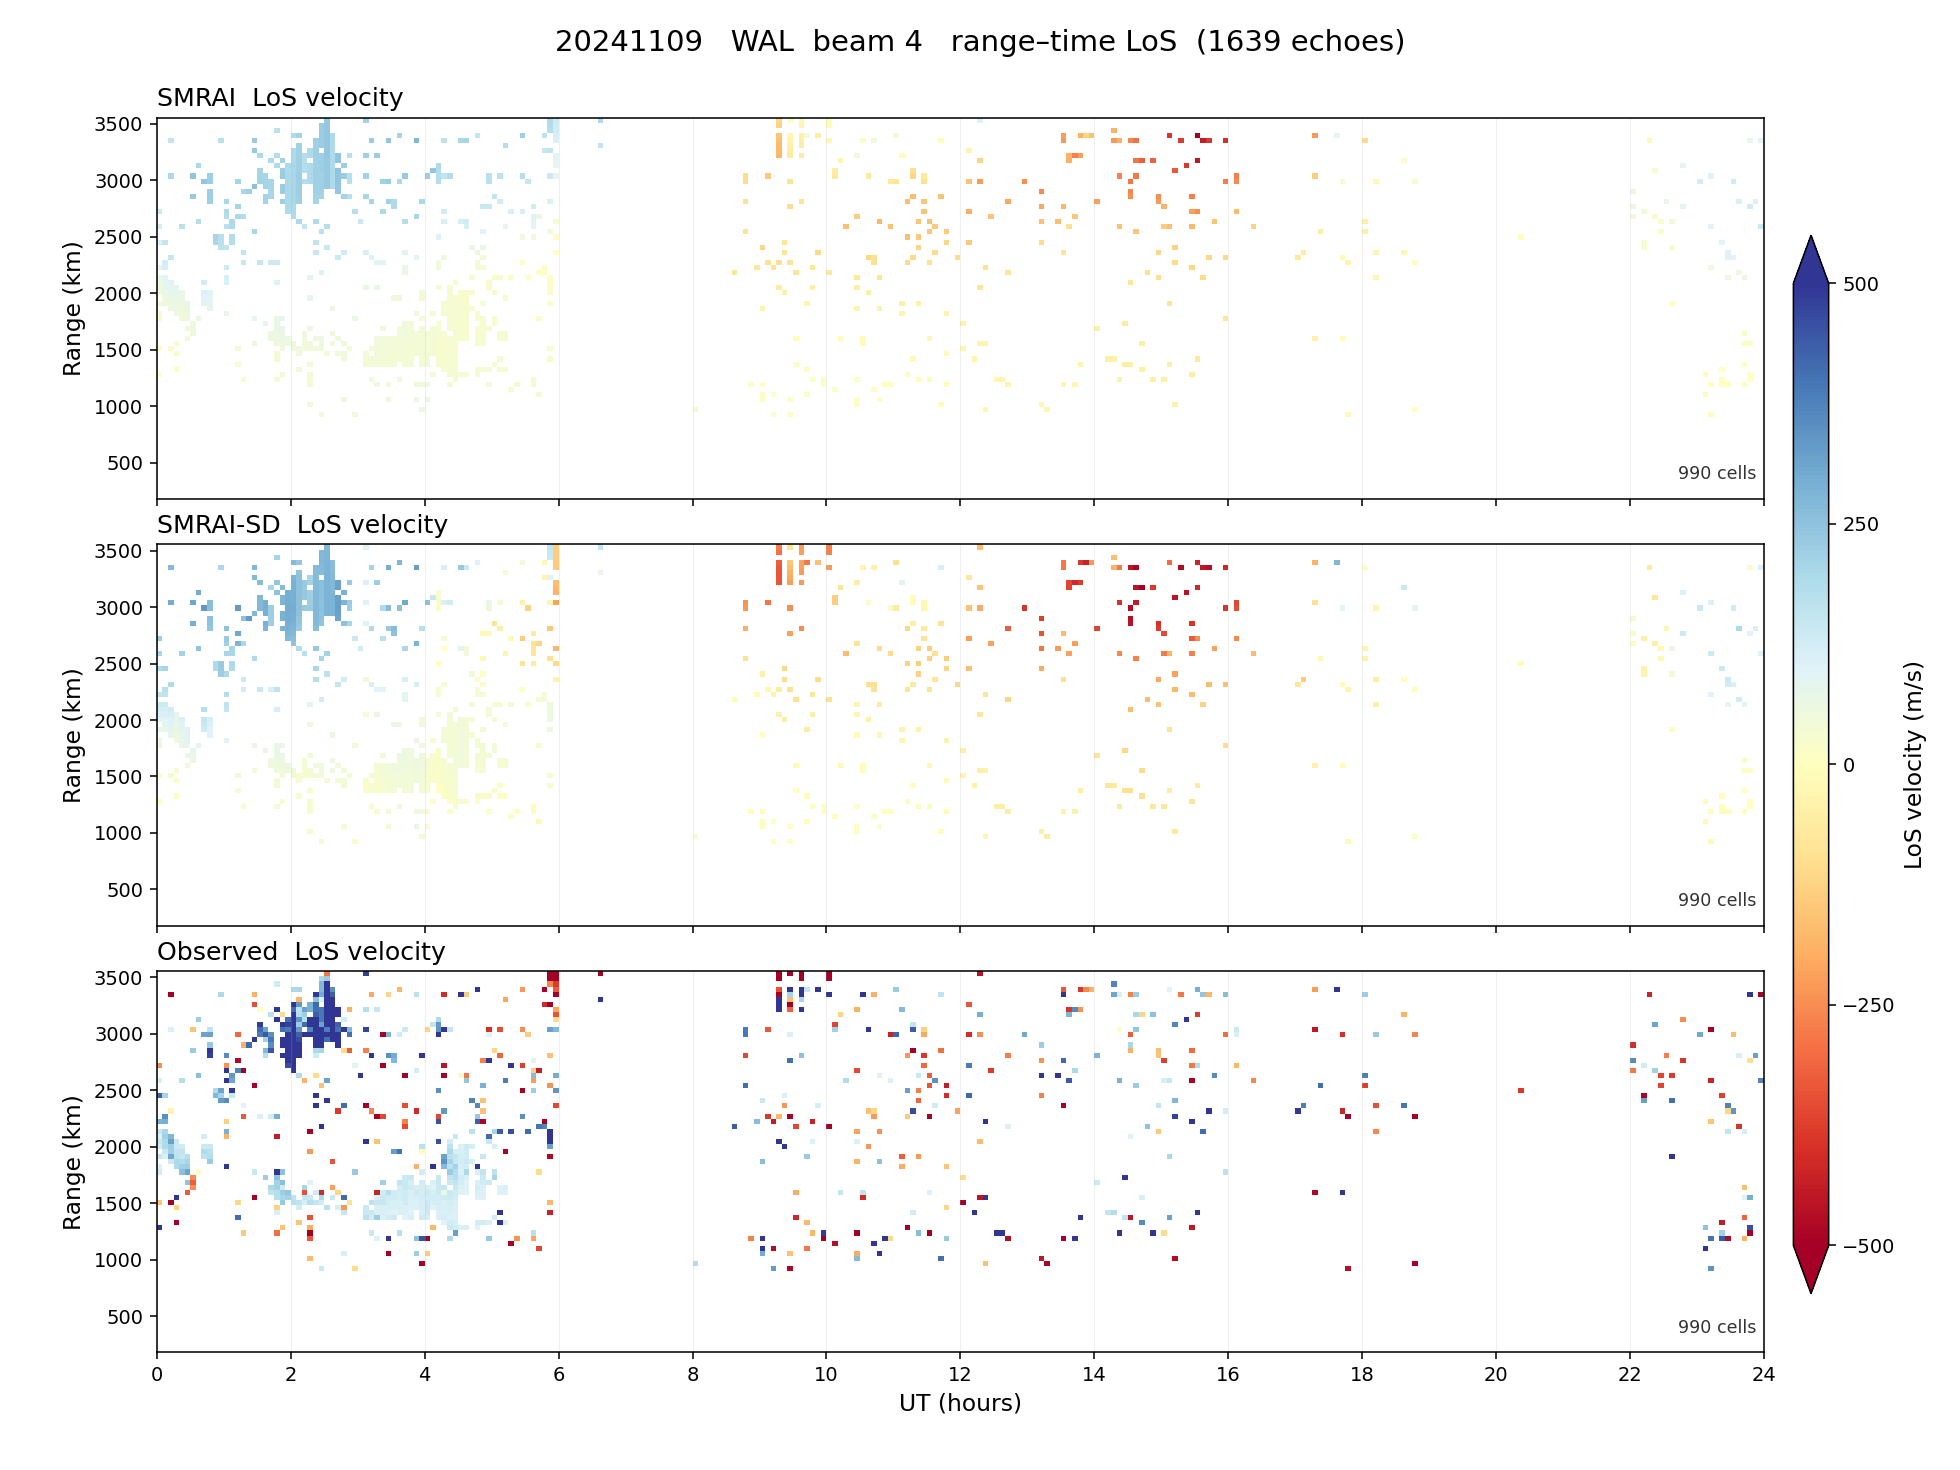 20241109   WAL  beam 4   range–time LoS  (1639 echoes)
SMRAI  LoS velocity
3500
3000
2500
2000
1500
1000
500
Range (km)
990 cells
SMRAI-SD  LoS velocity
3500
3000
2500
2000
1500
1000
500
Range (km)
990 cells
Observed  LoS velocity
3500
3000
2500
2000
1500
1000
500
Range (km)
990 cells
0 2 4 6 8 10 12 14 16 18 20 22 24
UT (hours)
500
250
0
−250
−500
LoS velocity (m/s)